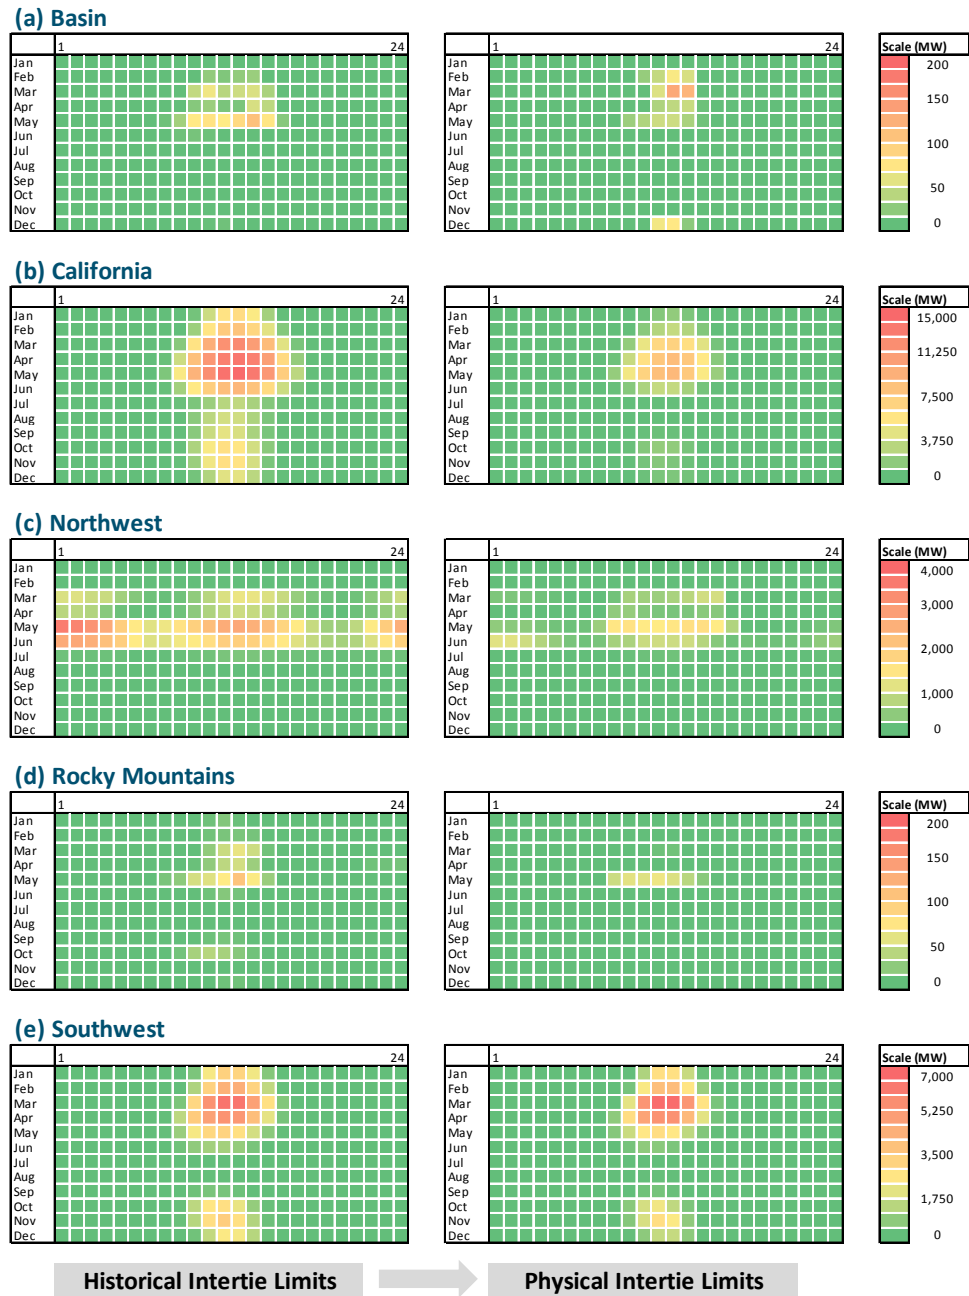 (a) Basin
1 24 1 24 Scale (MW)
Jan Jan 200
Feb Feb
Mar Mar 150
Apr Apr
May May 100
Jun Jun
Jul Jul
Aug Aug 50
Sep Sep
Oct Oct
Nov Nov 0
Dec Dec
(b) California
1 24 1 24 Scale (MW)
Jan Jan 15,000
Feb Feb
Mar Mar 11,250
Apr Apr
May May
Jun Jun 7,500
Jul Jul
Aug Aug
Sep Sep 3,750
Oct Oct
Nov Nov
Dec Dec 0
(c) Northwest
1 24 1 24 Scale (MW)
Jan Jan 4,000
Feb Feb
Mar Mar 3,000
Apr Apr
May May
Jun Jun 2,000
Jul Jul
Aug Aug
Sep Sep 1,000
Oct Oct
Nov Nov
Dec Dec 0
(d) Rocky Mountains
1 24 1 24 Scale (MW)
Jan Jan 200
Feb Feb
Mar Mar 150
Apr Apr
May May
Jun Jun 100
Jul Jul
Aug Aug
Sep Sep 50
Oct Oct
Nov Nov
Dec Dec 0
(e) Southwest
1 24 1 24 Scale (MW)
Jan Jan 7,000
Feb Feb
Mar Mar 5,250
Apr Apr
May May
Jun Jun 3,500
Jul Jul
Aug Aug
Sep Sep 1,750
Oct Oct
Nov Nov
Dec Dec 0
Historical Intertie Limits Physical Intertie Limits